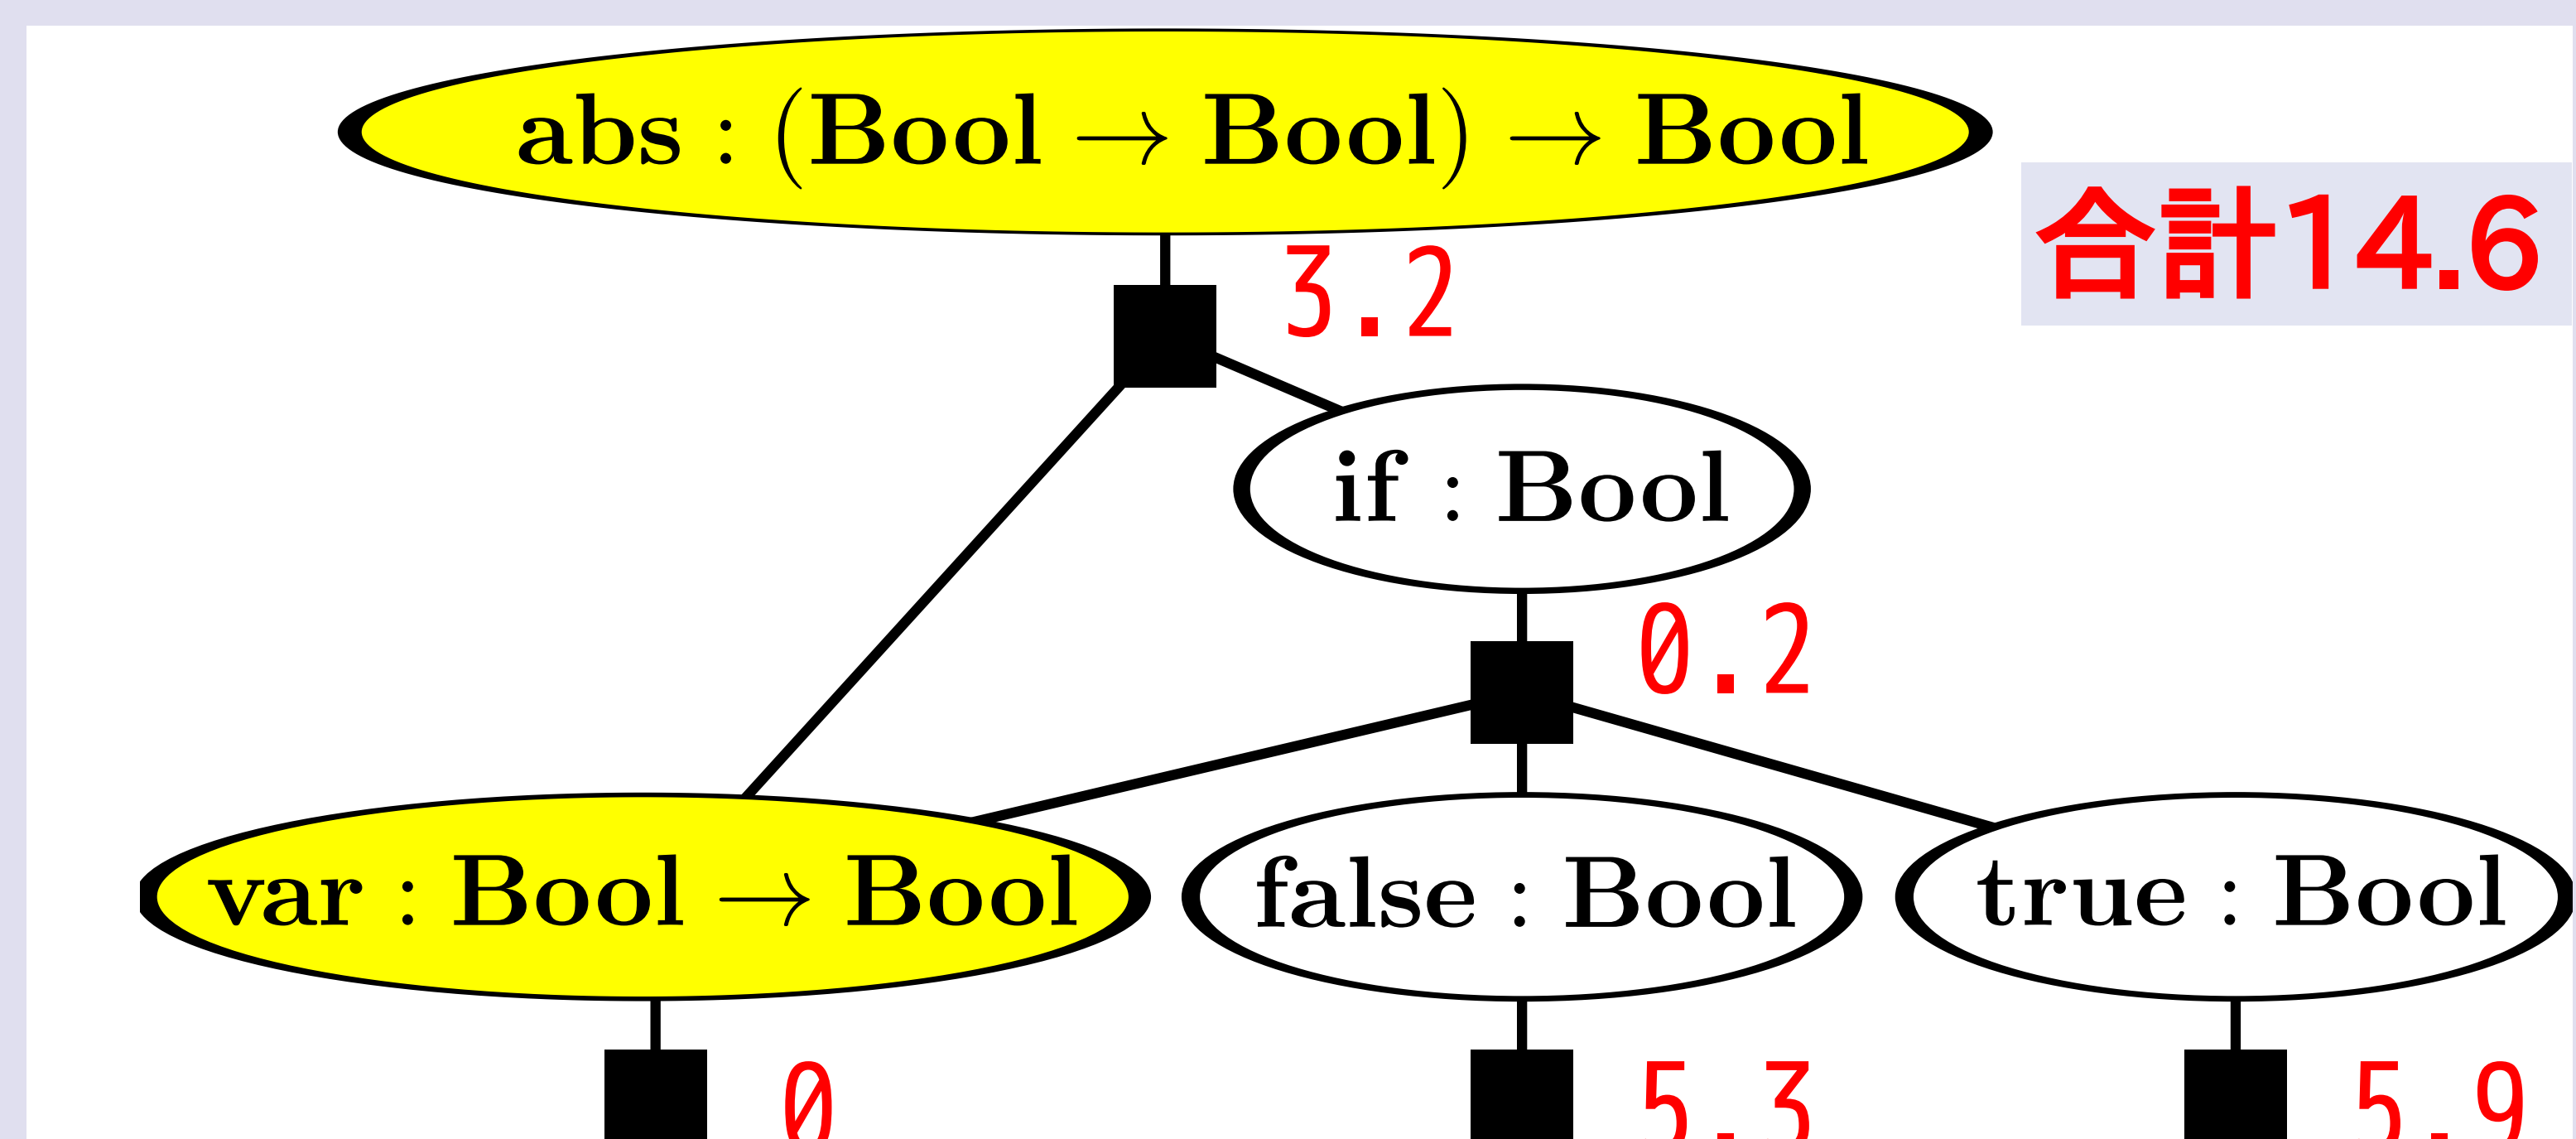 abs : (Bool → Bool) → Bool
合計14.6
3.2
if : Bool
0.2
var : Bool → Bool
false : Bool
true : Bool
0
5.3
5.9